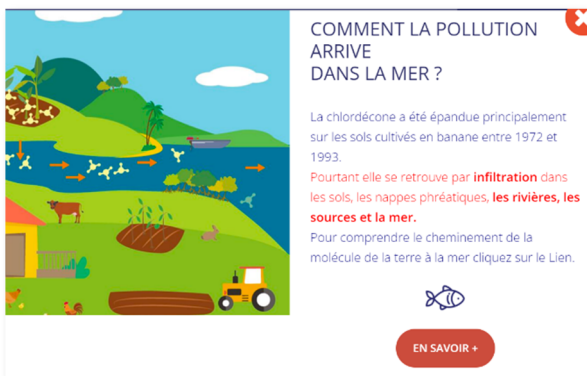 COMMENT LA POLLUTION
ARRIVE
DANS LA MER ?
La chlordécone a été épandue principalement
sur les sols cultivés en banane entre 1972 et
1993.
Pourtant elle se retrouve par infiltration dans
les sols, les nappes phréatiques, les rivières, les
sources et la mer.
Pour comprendre le cheminement de la
molécule de la terre à la mer cliquez sur le Lien.
EN SAVOIR +